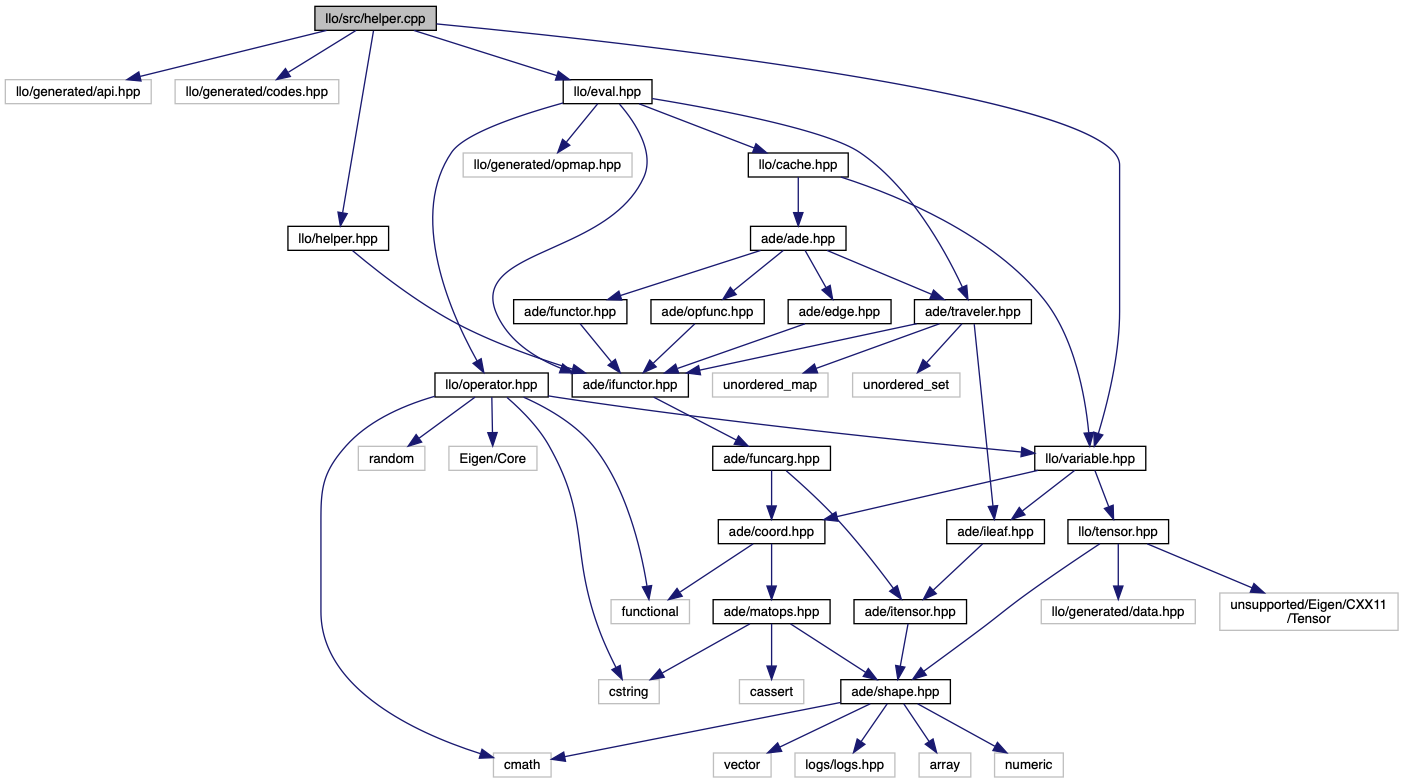 llo/src/helper.cpp
llo/generated/api.hpp
llo/generated/codes.hpp
llo/eval.hpp
llo/generated/opmap.hpp
llo/cache.hpp
llo/helper.hpp
ade/ade.hpp
ade/functor.hpp
ade/opfunc.hpp
ade/edge.hpp
ade/traveler.hpp
llo/operator.hpp
ade/ifunctor.hpp
unordered_map
unordered_set
random
Eigen/Core
ade/funcarg.hpp
llo/variable.hpp
ade/coord.hpp
ade/ileaf.hpp
llo/tensor.hpp
functional
ade/matops.hpp
ade/itensor.hpp
llo/generated/data.hpp
unsupported/Eigen/CXX11
/Tensor
cstring
cassert
ade/shape.hpp
cmath
vector
logs/logs.hpp
array
numeric